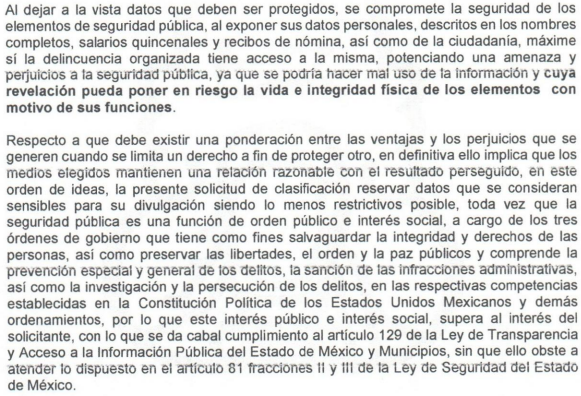 Al dejar a la vista datos que deben ser protegidos, se compromete la seguridad de los
elementos de seguridad pública, al exponer sus datos personales, descritos en los nombres
completos, salarios quincenales y recibos de nómina, así como de la ciudadanía, máxime
sí la delincuencia organizada tiene acceso a la misma, potenciando una amenaza y
perjuicios a la seguridad pública, ya que se podría hacer mal uso de la información y cuya
revelación pueda poner en riesgo la vida e integridad física de los elementos con
motivo de sus funciones.
Respecto a que debe existir una ponderación entre las ventajas y los perjuicios que se
generen cuando se limita un derecho a fin de proteger otro, en definitiva ello implica que los
medios elegidos mantienen una relación razonable con el resultado perseguido, en este
orden de ideas, la presente solicitud de clasificación reservar datos que se consideran
sensibles para su divulgación siendo lo menos restrictivos posible, toda vez que la
seguridad pública es una función de orden público e interés social, a cargo de los tres
órdenes de gobierno que tiene como fines salvaguardar la integridad y derechos de las
personas, así como preservar las libertades, el orden y la paz públicos y comprende la
prevención especial y general de los delitos, la sanción de las infracciones administrativas,
así como la investigación y la persecución de los delitos, en las respectivas competencias
establecidas en la Constitución Política de los Estados Unidos Mexicanos y demás
ordenamientos, por lo que este interés público e interés social, supera al interés del
solicitante, con lo que se da cabal cumplimiento al artículo 129 de la Ley de Transparencia
y Acceso a la Información Pública del Estado de México y Municipios, sin que ello obste a
atender lo dispuesto en el artículo 81 fracciones II y III de la Ley de Seguridad del Estado
de México.